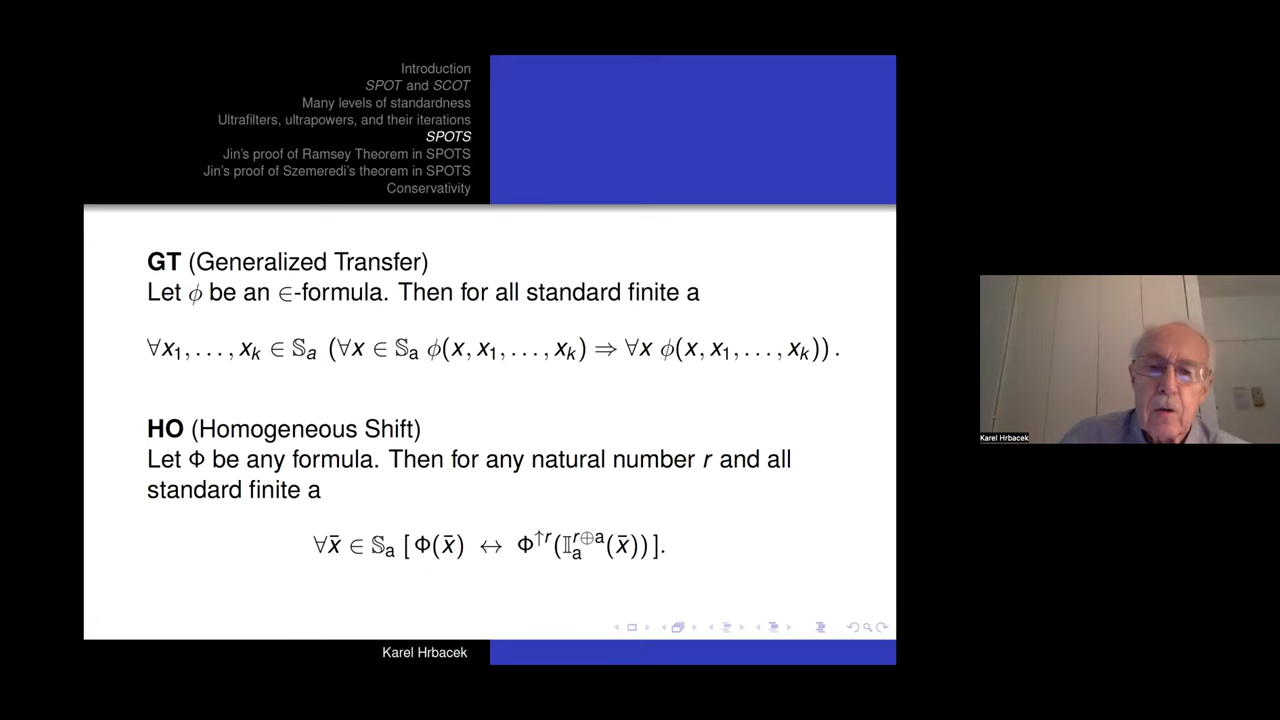 Introduction
SPOT and SCOT
Many levels of standardness
Ultrafilters, ultrapowers, and their iterations
SPOTS
Jin's proof of Ramsey Theorem in SPOTS
Jin's proof of Szemeredi's theorem in SPOTS
Conservativity
GT (Generalized Transfer)
Let ϕ be an ∈-formula. Then for all standard finite a
∀x₁, . . . , xₖ ∈ 𝕊ₐ (∀x ∈ 𝕊ₐ ϕ(x, x₁, . . . , xₖ) ⇒ ∀x ϕ(x, x₁, . . . , xₖ)) .
HO (Homogeneous Shift)
Let Φ be any formula. Then for any natural number r and all
standard finite a
∀x̄ ∈ 𝕊ₐ [ Φ(x̄) ↔ Φ^{↑r}(𝕀_a^{r⊕a}(x̄)) ].
Karel Hrbacek
Karel Hrbacek